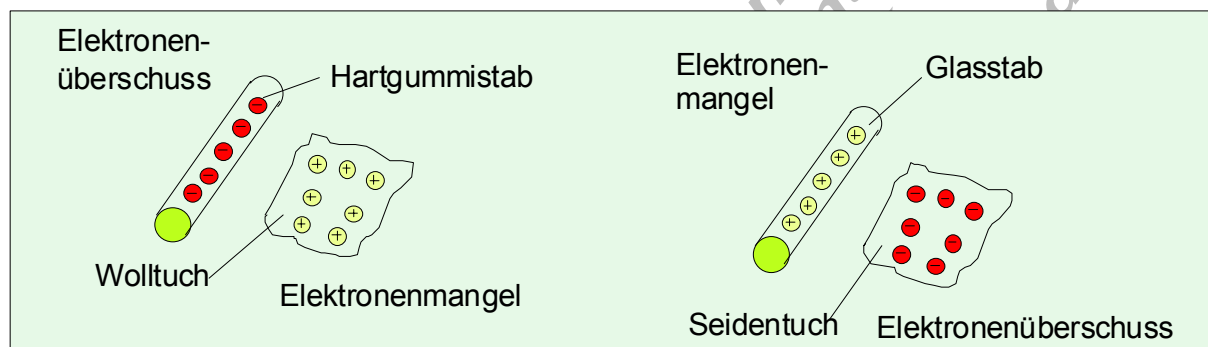 Elektronen-
überschuss
Hartgummistab
Wolltuch
Elektronenmangel
Elektronen-
mangel
Glasstab
Seidentuch
Elektronenüberschuss